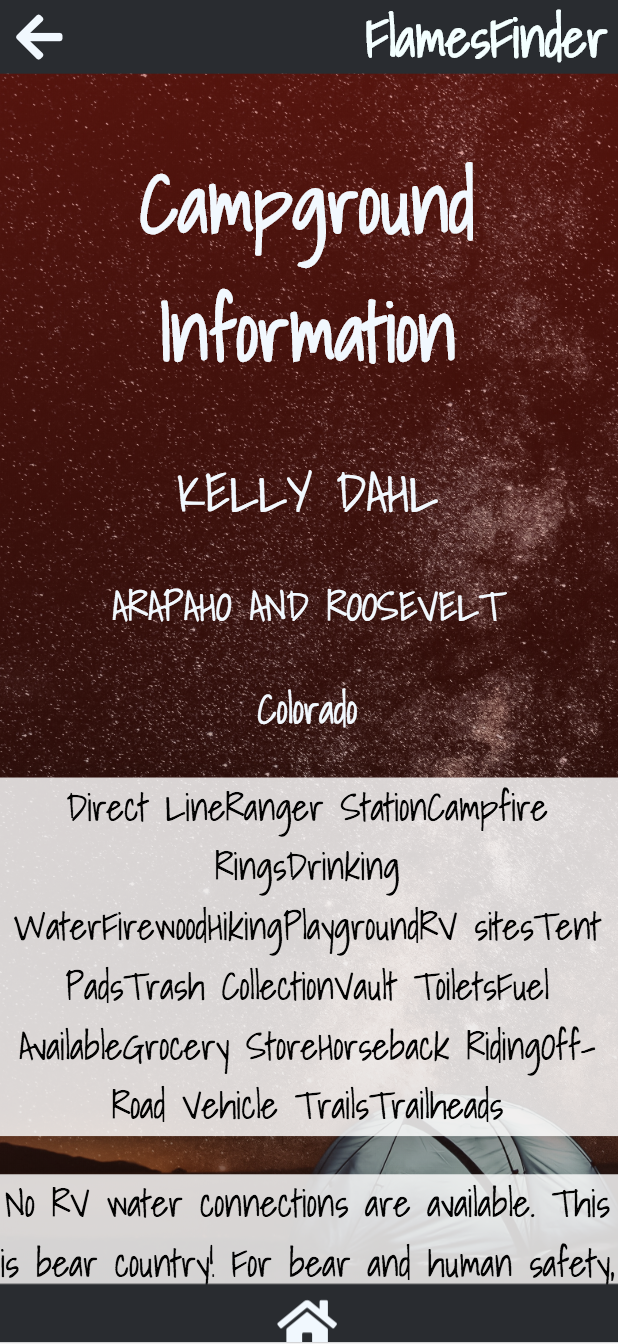 FlamesFinder
Campground
Information
KELLY DAHL
ARAPAHO AND ROOSEVELT
Colorado
Direct LineRanger StationCampfire
RingsDrinking
WaterFirewoodHikingPlaygroundRV sitesTent
PadsTrash CollectionVault ToiletsFuel
AvailableGrocery StoreHorseback RidingOff-
Road Vehicle TrailsTrailheads
No RV water connections are available. This
is bear country! For bear and human safety,